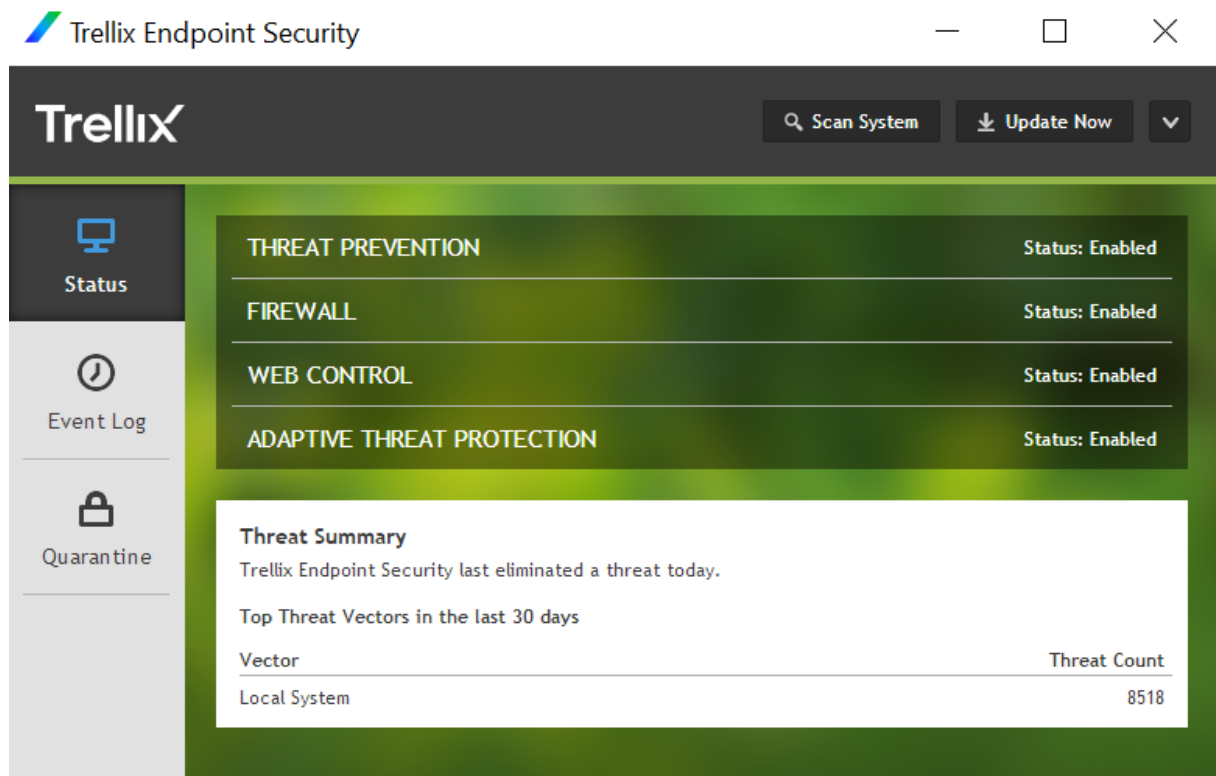 Trellix Endpoint Security
Trellix
Scan System
Update Now
Status
Event Log
Quarantine
THREAT PREVENTION Status: Enabled
FIREWALL Status: Enabled
WEB CONTROL Status: Enabled
ADAPTIVE THREAT PROTECTION Status: Enabled
Threat Summary
Trellix Endpoint Security last eliminated a threat today.
Top Threat Vectors in the last 30 days
Vector Threat Count
Local System 8518